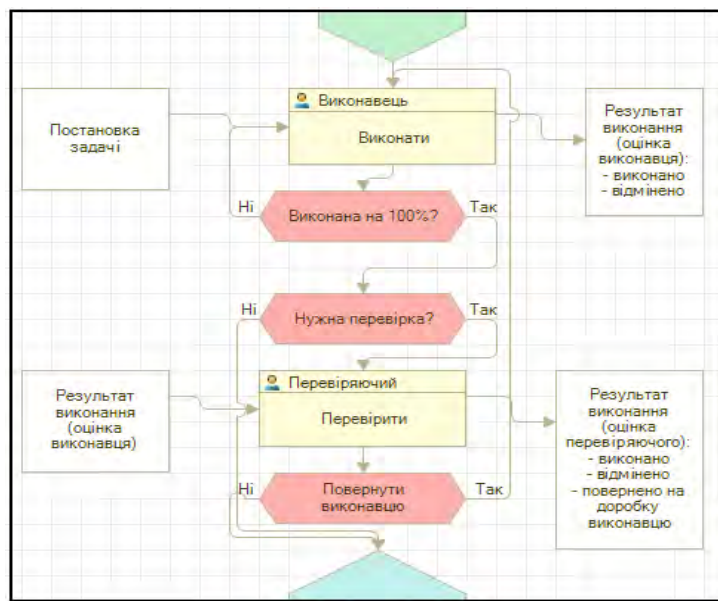 Виконавець
Виконати
Постановка
задачі
Результат
виконання
(оцінка
виконавця):
- виконано
- відмінено
Ні
Виконана на 100%?
Так
Ні
Нужна перевірка?
Так
Перевіряючий
Перевірити
Результат
виконання
(оцінка
виконавця)
Результат
виконання
(оцінка
перевіряючого):
- виконано
- відмінено
- повернено на
доробку
виконавцю
Ні
Повернути
виконавцю
Так